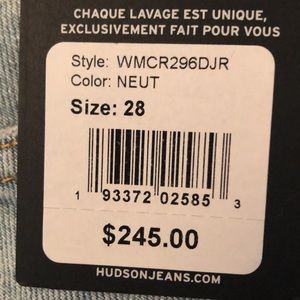 CHAQUE LAVAGE EST UNIQUE,
EXCLUSIVEMENT FAIT POUR VOUS
Style: WMCR296DJR
Color: NEUT
Size: 28
1 93372 02585 3
$245.00
HUDSONJEANS.COM